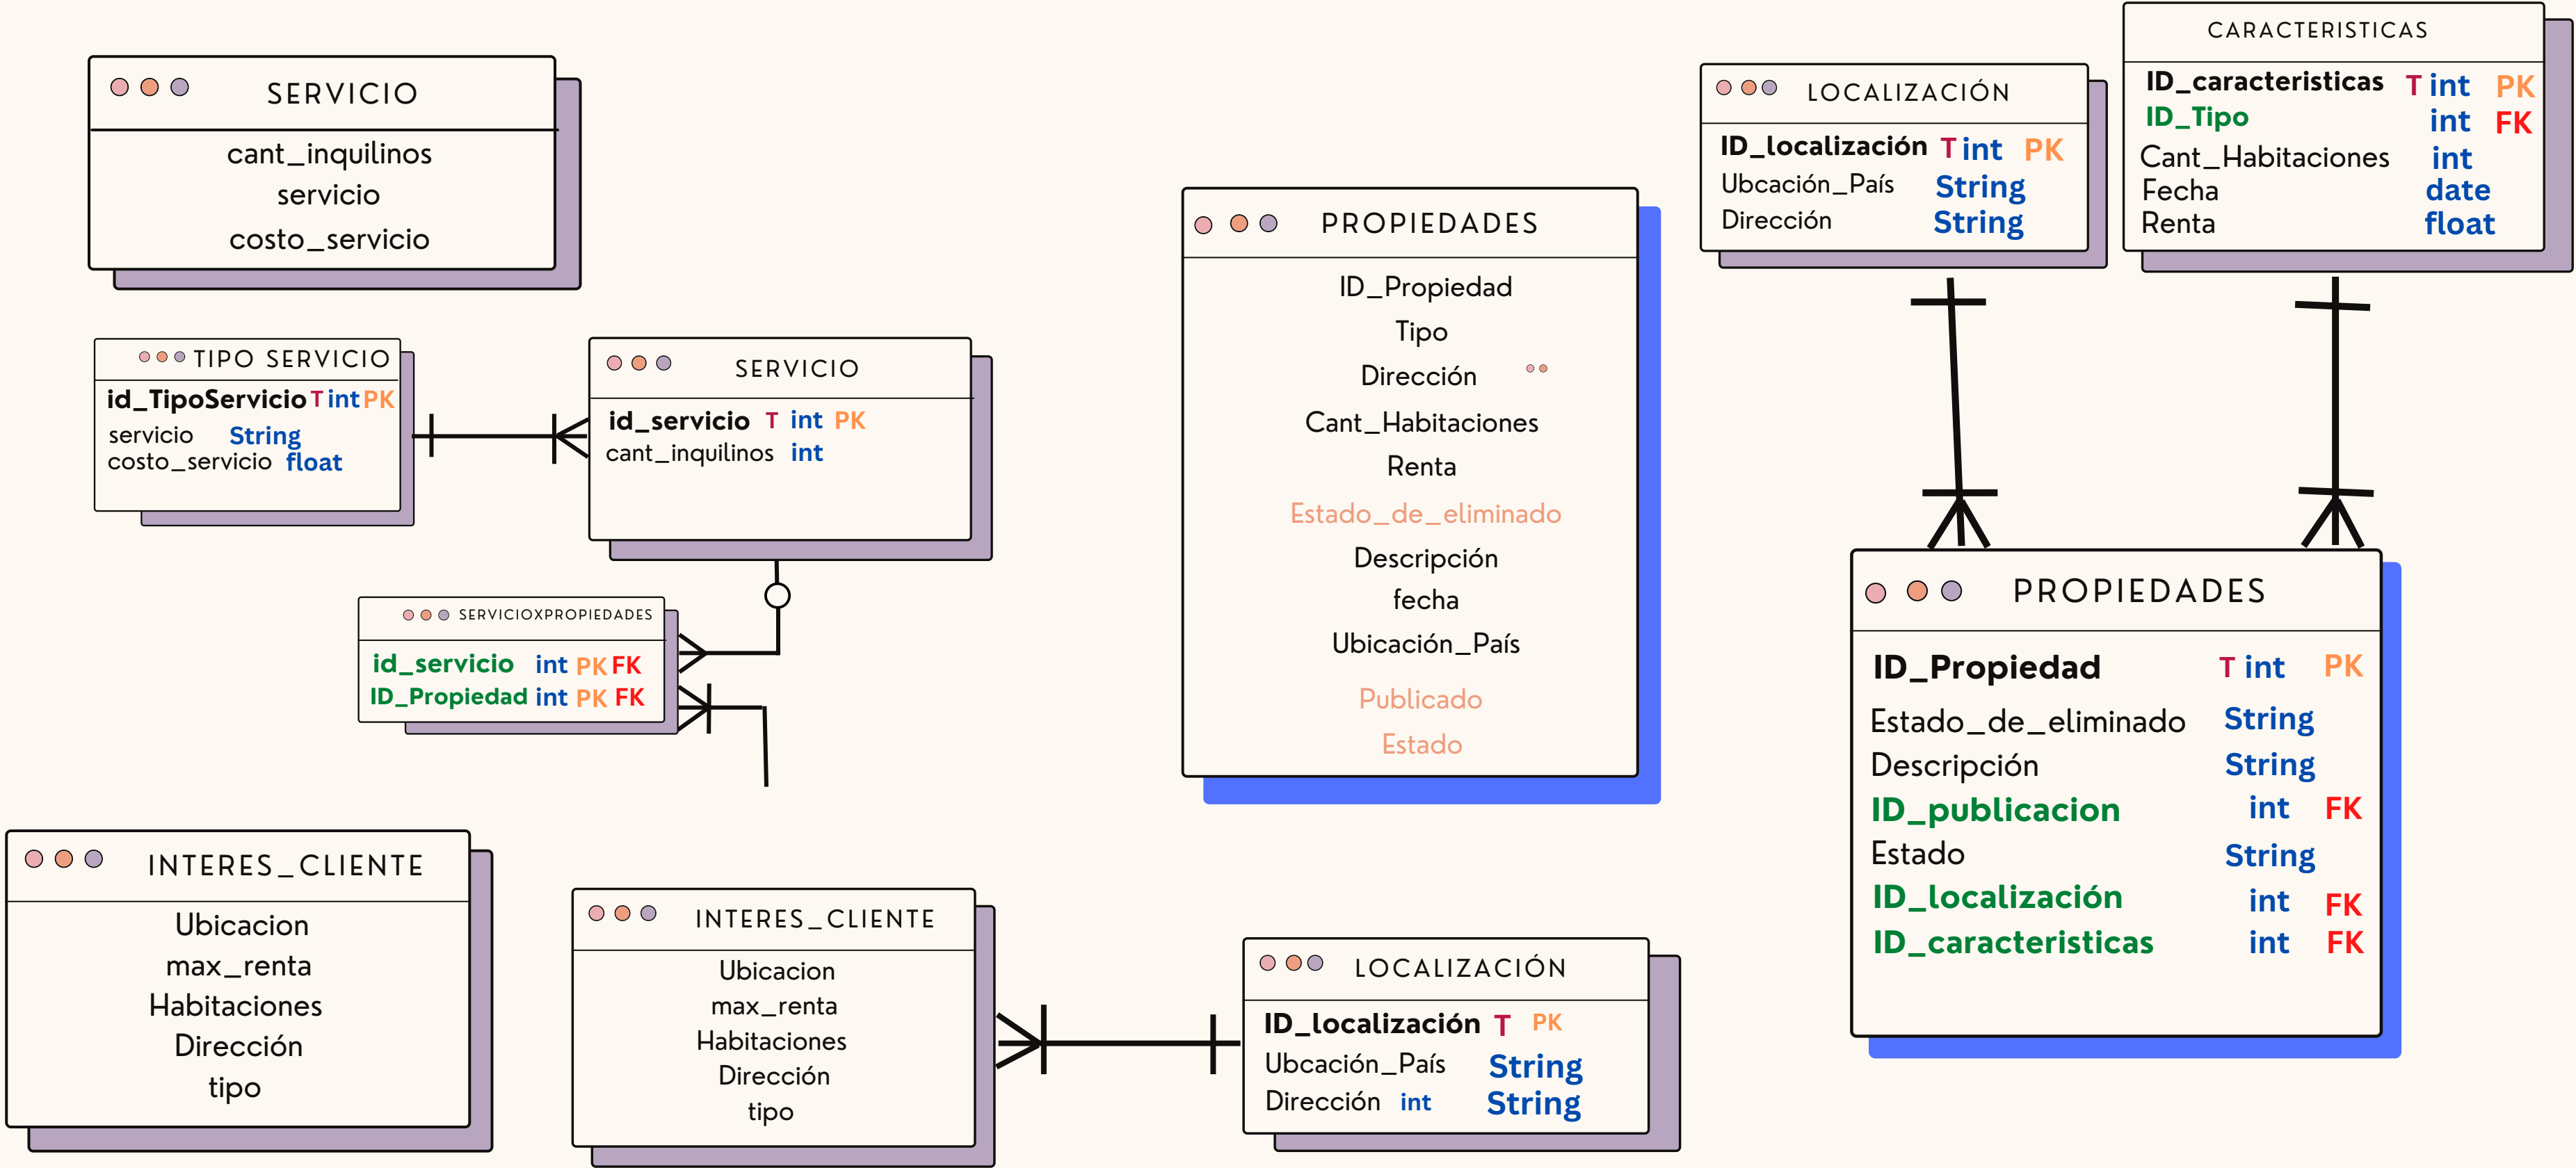 SERVICIO
cant_inquilinos
servicio
costo_servicio
TIPO SERVICIO
id_TipoServicio T int PK
servicio String
costo_servicio float
SERVICIO
id_servicio T int PK
cant_inquilinos int
SERVICIOXPROPIEDADES
id_servicio int PK FK
ID_Propiedad int PK FK
INTERES_CLIENTE
Ubicacion
max_renta
Habitaciones
Dirección
tipo
INTERES_CLIENTE
Ubicacion
max_renta
Habitaciones
Dirección
tipo
LOCALIZACIÓN
ID_localización T PK
Ubcación_País String
Dirección int String
PROPIEDADES
ID_Propiedad
Tipo
Dirección
Cant_Habitaciones
Renta
Estado_de_eliminado
Descripción
fecha
Ubicación_País
Publicado
Estado
LOCALIZACIÓN
ID_localización T int PK
Ubcación_País String
Dirección String
CARACTERISTICAS
ID_caracteristicas T int PK
ID_Tipo int FK
Cant_Habitaciones int
Fecha date
Renta float
PROPIEDADES
ID_Propiedad T int PK
Estado_de_eliminado String
Descripción String
ID_publicacion int FK
Estado String
ID_localización int FK
ID_caracteristicas int FK